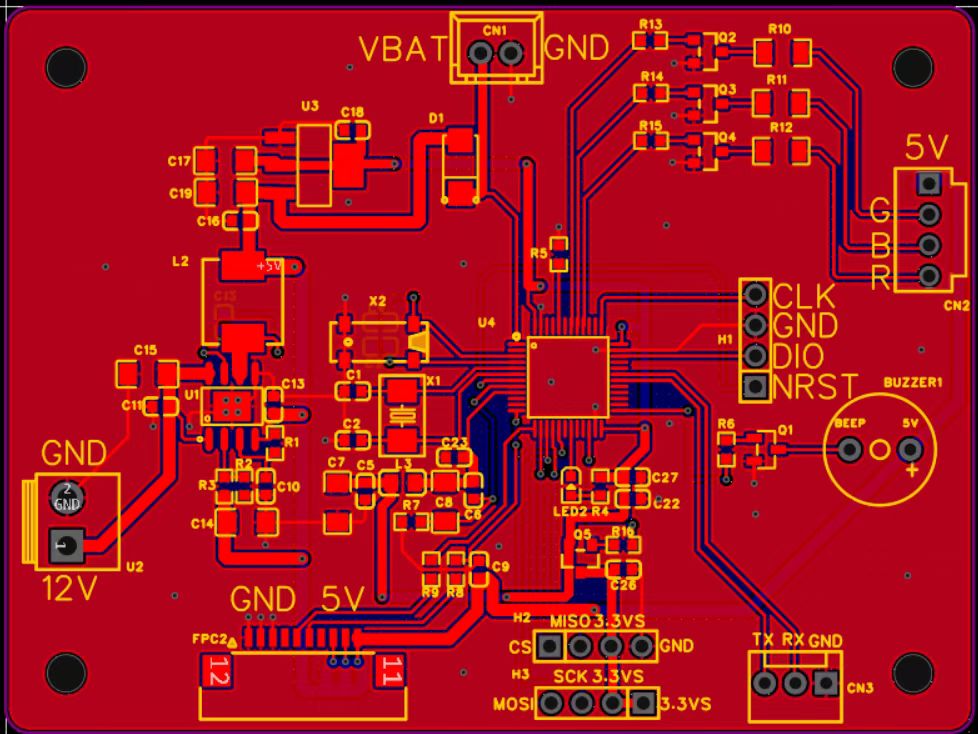 VBAT
CN1
GND
R13
Q2
R10
R14
Q3
R11
R15
Q4
R12
U3
C18
D1
C17
C19
C16
5V
G
B
R
CN2
L2
+5V
R5
X2
U4
CLK
GND
DIO
NRST
H1
C15
C11
U1
C13
C1
X1
C2
R1
BUZZER1
BEEP
5V
+
R6
Q1
GND
2
GND
1
U2
12V
R3
R2
C10
C14
C7
C5
C23
C8
C6
R7
LED2
R4
C27
C22
Q5
R16
C26
R9
R8
C9
GND 5V
FPC2
12
11
H2
MISO 3.3VS
CS
GND
H3
SCK 3.3VS
MOSI
3.3VS
TX RX GND
CN3